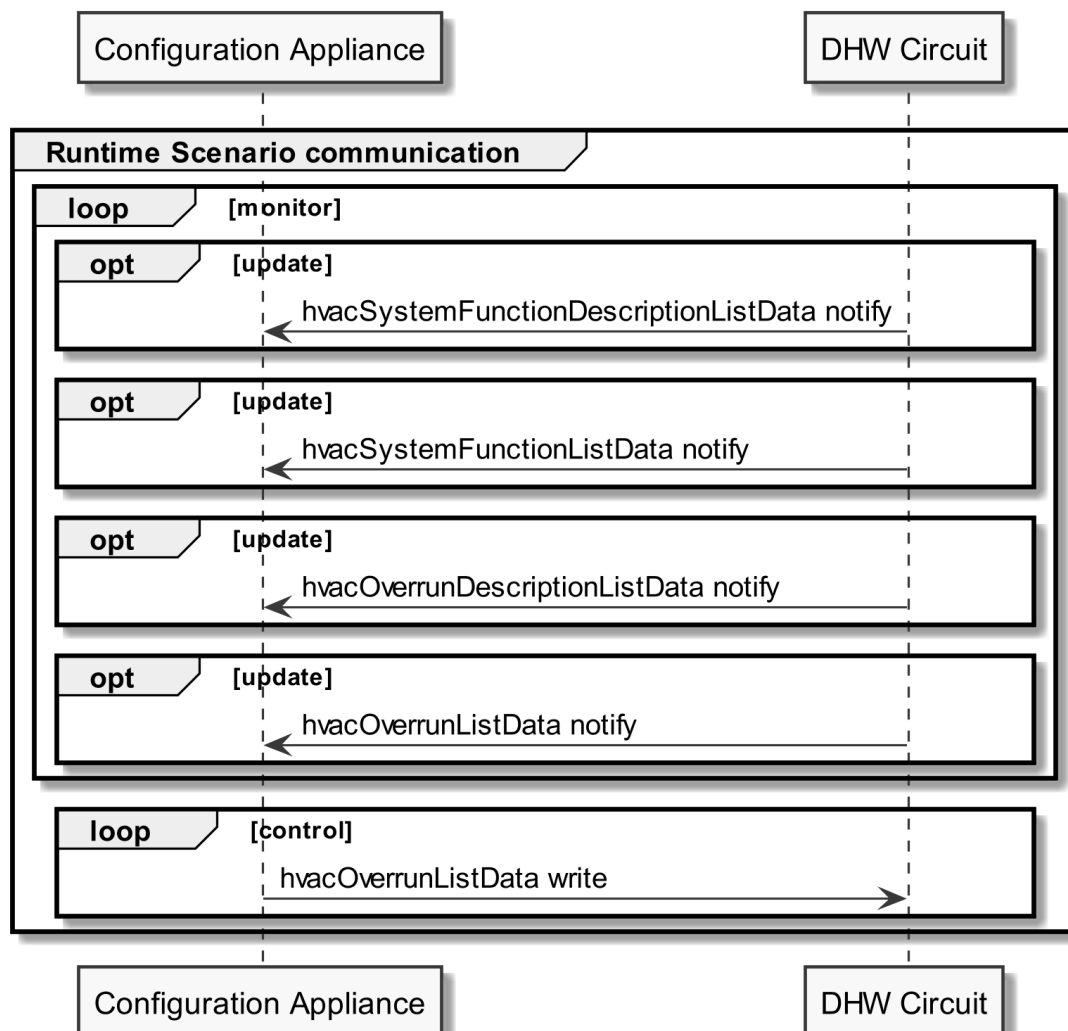 Configuration Appliance
DHW Circuit
Runtime Scenario communication
loop
[monitor]
opt
[update]
hvacSystemFunctionDescriptionListData notify
opt
[update]
hvacSystemFunctionListData notify
opt
[update]
hvacOverrunDescriptionListData notify
opt
[update]
hvacOverrunListData notify
loop
[control]
hvacOverrunListData write
Configuration Appliance
DHW Circuit